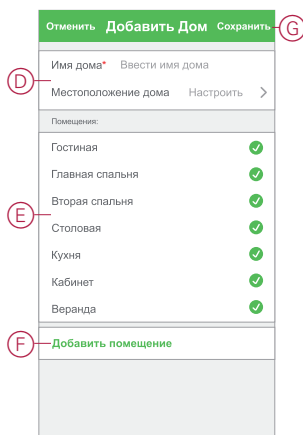 Отменить Добавить Дом Сохранить G
Имя дома* Ввести имя дома
D
Местоположение дома Настроить >
Помещения:
Гостиная
Главная спальня
Вторая спальня
E
Столовая
Кухня
Кабинет
Веранда
F Добавить помещение